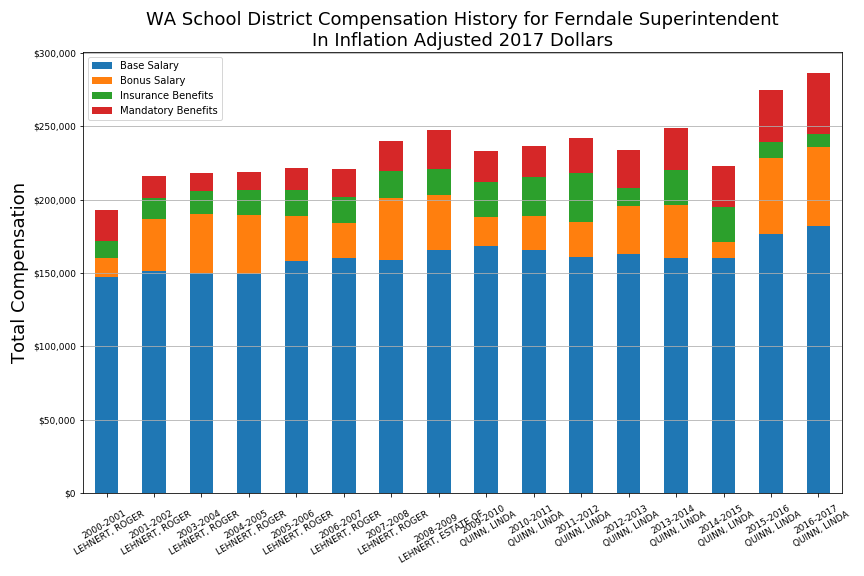 WA School District Compensation History for Ferndale Superintendent
In Inflation Adjusted 2017 Dollars
Total Compensation
$300,000
$250,000
$200,000
$150,000
$100,000
$50,000
$0
Base Salary
Bonus Salary
Insurance Benefits
Mandatory Benefits
2000-2001
LEHNERT, ROGER
2001-2002
LEHNERT, ROGER
2003-2004
LEHNERT, ROGER
2004-2005
LEHNERT, ROGER
2005-2006
LEHNERT, ROGER
2006-2007
LEHNERT, ROGER
2007-2008
LEHNERT, ROGER
2008-2009
LEHNERT, ESTATE OF
2009-2010
QUINN, LINDA
2010-2011
QUINN, LINDA
2011-2012
QUINN, LINDA
2012-2013
QUINN, LINDA
2013-2014
QUINN, LINDA
2014-2015
QUINN, LINDA
2015-2016
QUINN, LINDA
2016-2017
QUINN, LINDA